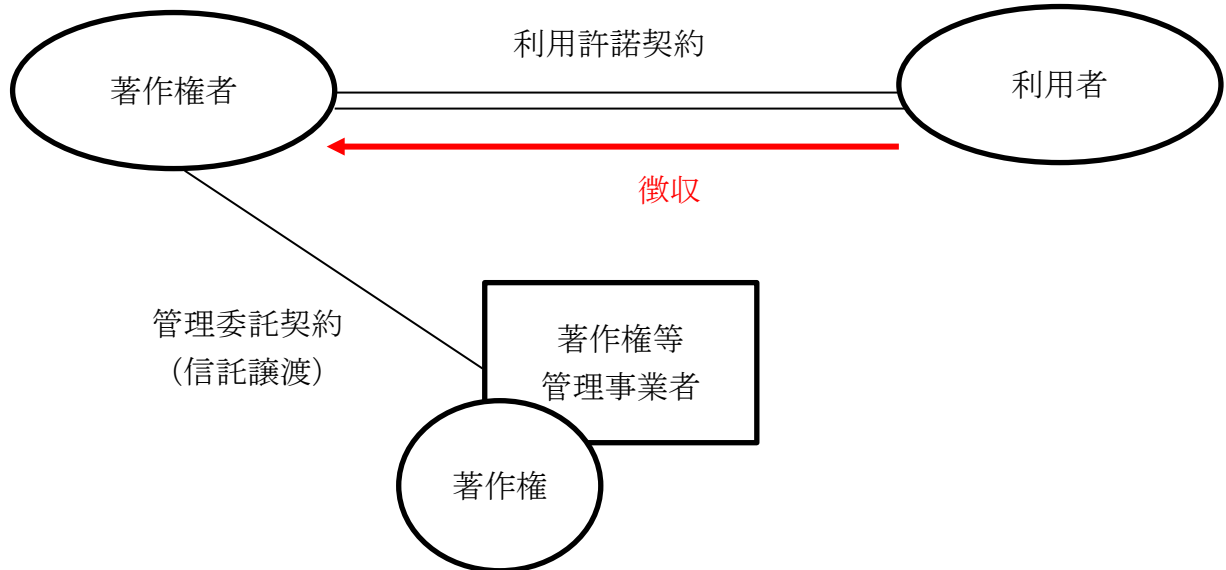 利用許諾契約
著作権者
利用者
徴収
管理委託契約
（信託譲渡）
著作権等
管理事業者
著作権